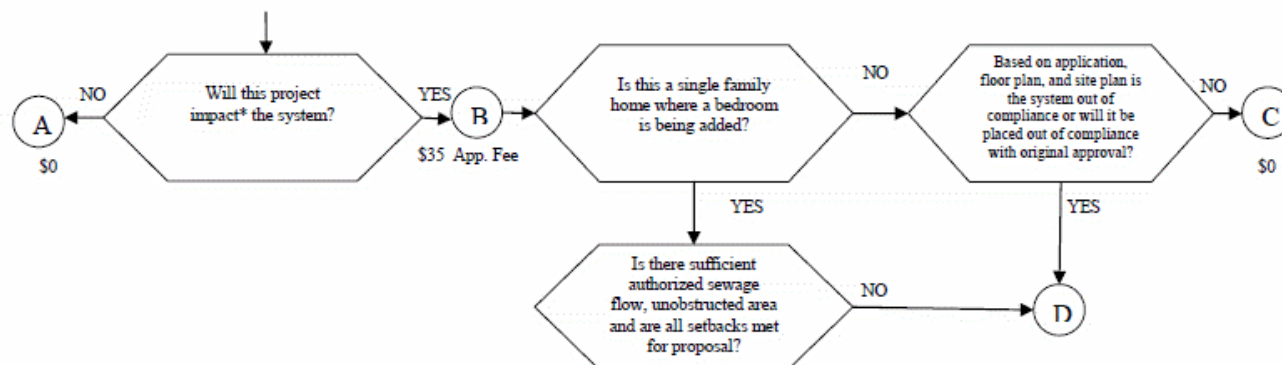 NO
A
$0
Will this project
impact* the system?
YES
B
$35 App. Fee
Is this a single family
home where a bedroom
is being added?
NO
Based on application,
floor plan, and site plan is
the system out of
compliance or will it be
placed out of compliance
with original approval?
NO
C
$0
YES
YES
Is there sufficient
authorized sewage
flow, unobstructed area
and are all setbacks met
for proposal?
NO
D